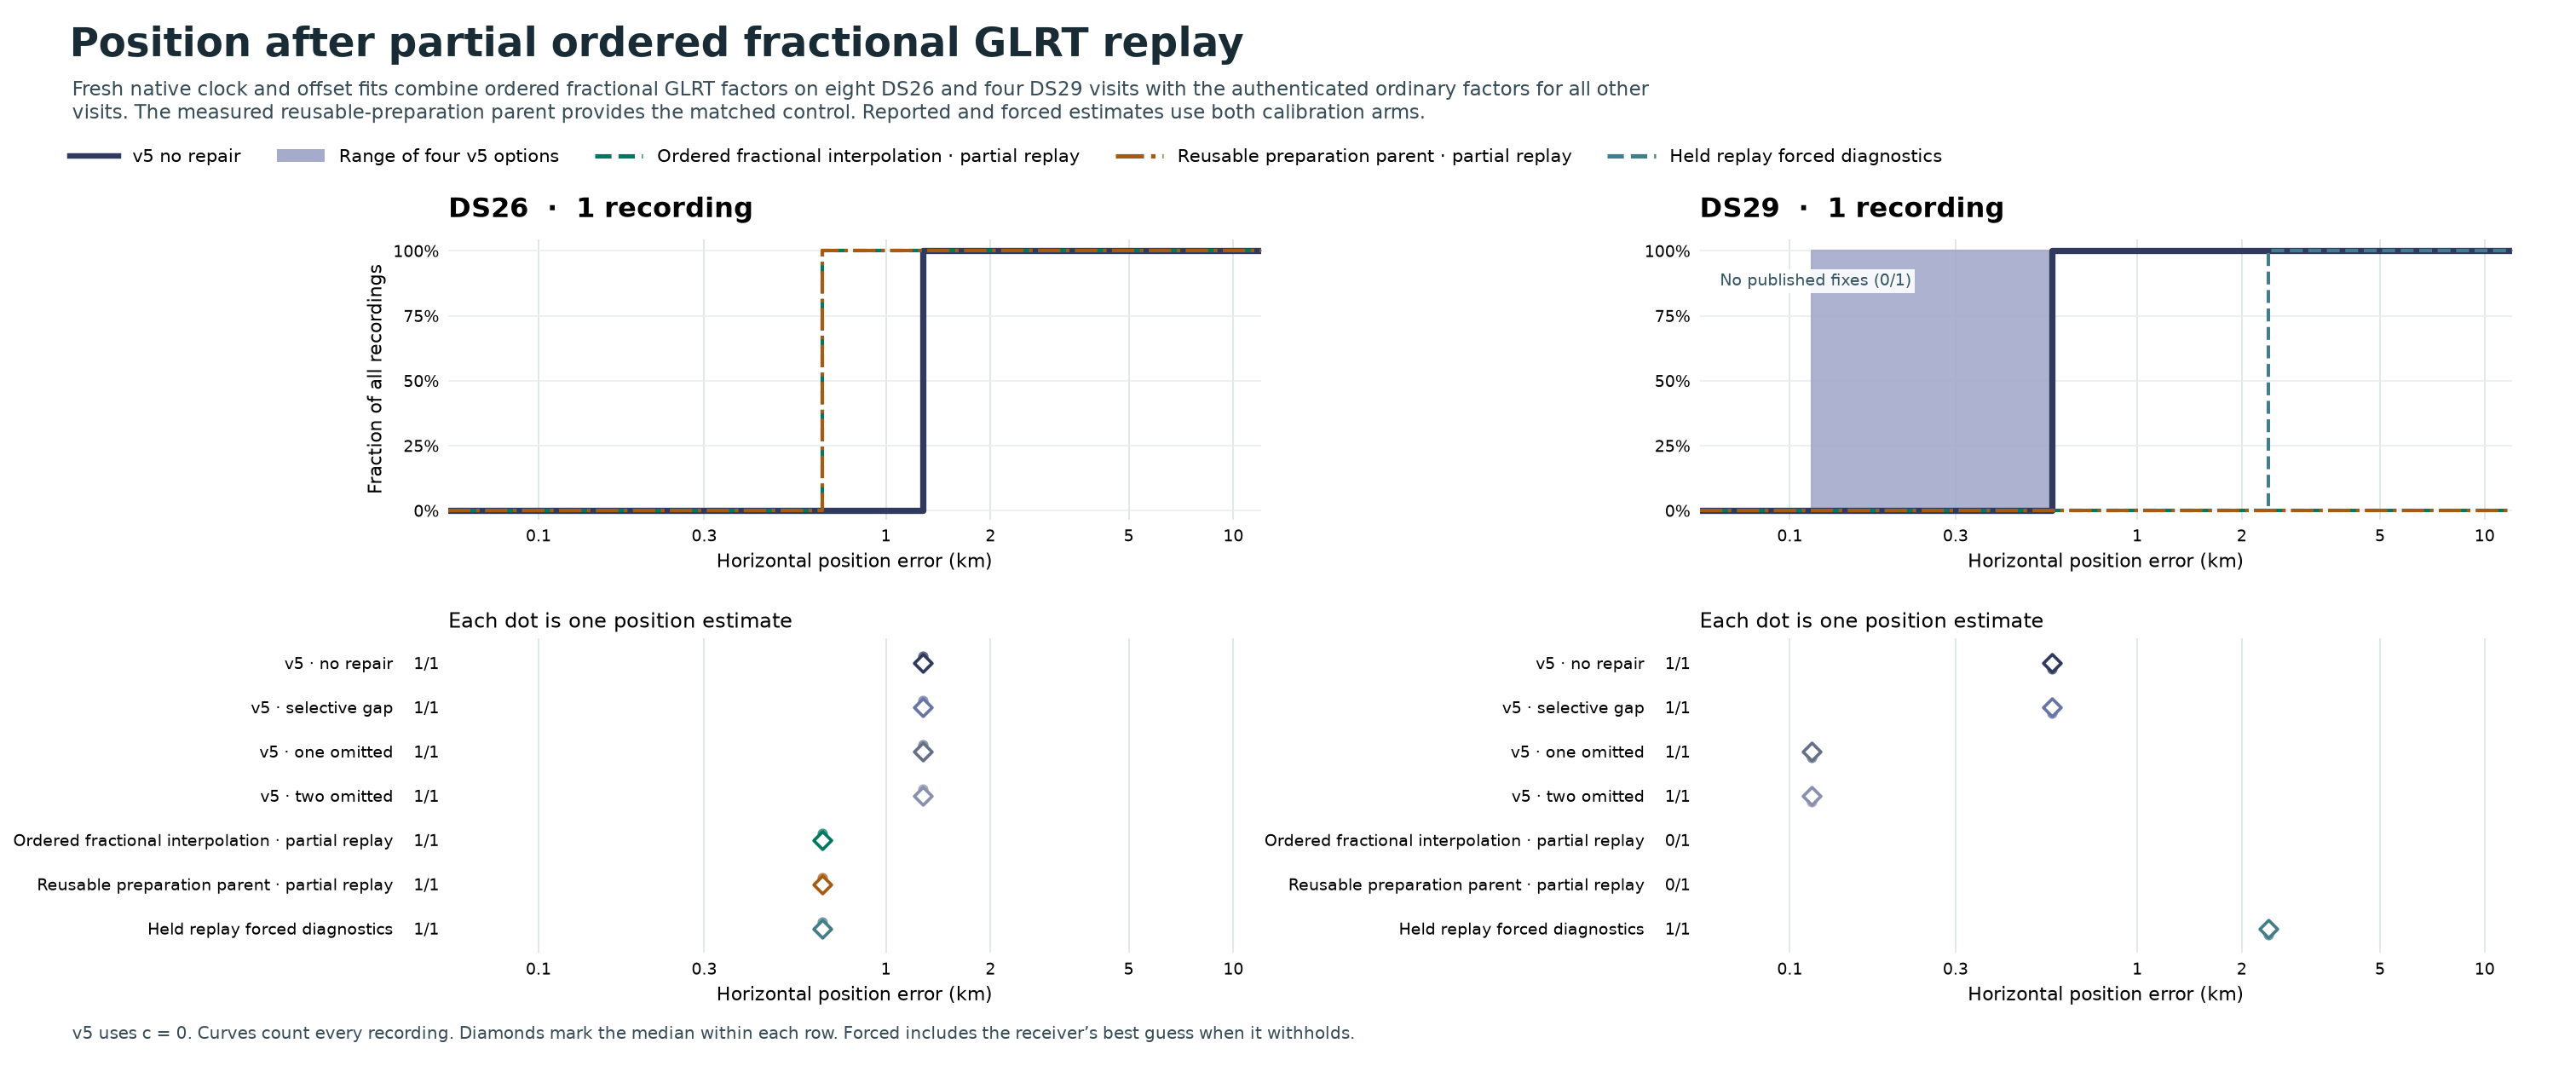 Position after partial ordered fractional GLRT replay
Fresh native clock and offset fits combine ordered fractional GLRT factors on eight DS26 and four DS29 visits with the authenticated ordinary factors for all other
visits. The measured reusable-preparation parent provides the matched control. Reported and forced estimates use both calibration arms.
v5 no repair
Range of four v5 options
Ordered fractional interpolation · partial replay
Reusable preparation parent · partial replay
Held replay forced diagnostics
DS26 · 1 recording
Fraction of all recordings
100%
75%
50%
25%
0%
0.1 0.3 1 2 5 10
Horizontal position error (km)
DS29 · 1 recording
No published fixes (0/1)
100%
75%
50%
25%
0%
0.1 0.3 1 2 5 10
Horizontal position error (km)
Each dot is one position estimate
v5 · no repair 1/1
v5 · selective gap 1/1
v5 · one omitted 1/1
v5 · two omitted 1/1
Ordered fractional interpolation · partial replay 1/1
Reusable preparation parent · partial replay 1/1
Held replay forced diagnostics 1/1
0.1 0.3 1 2 5 10
Horizontal position error (km)
Each dot is one position estimate
v5 · no repair 1/1
v5 · selective gap 1/1
v5 · one omitted 1/1
v5 · two omitted 1/1
Ordered fractional interpolation · partial replay 0/1
Reusable preparation parent · partial replay 0/1
Held replay forced diagnostics 1/1
0.1 0.3 1 2 5 10
Horizontal position error (km)
v5 uses c = 0. Curves count every recording. Diamonds mark the median within each row. Forced includes the receiver’s best guess when it withholds.